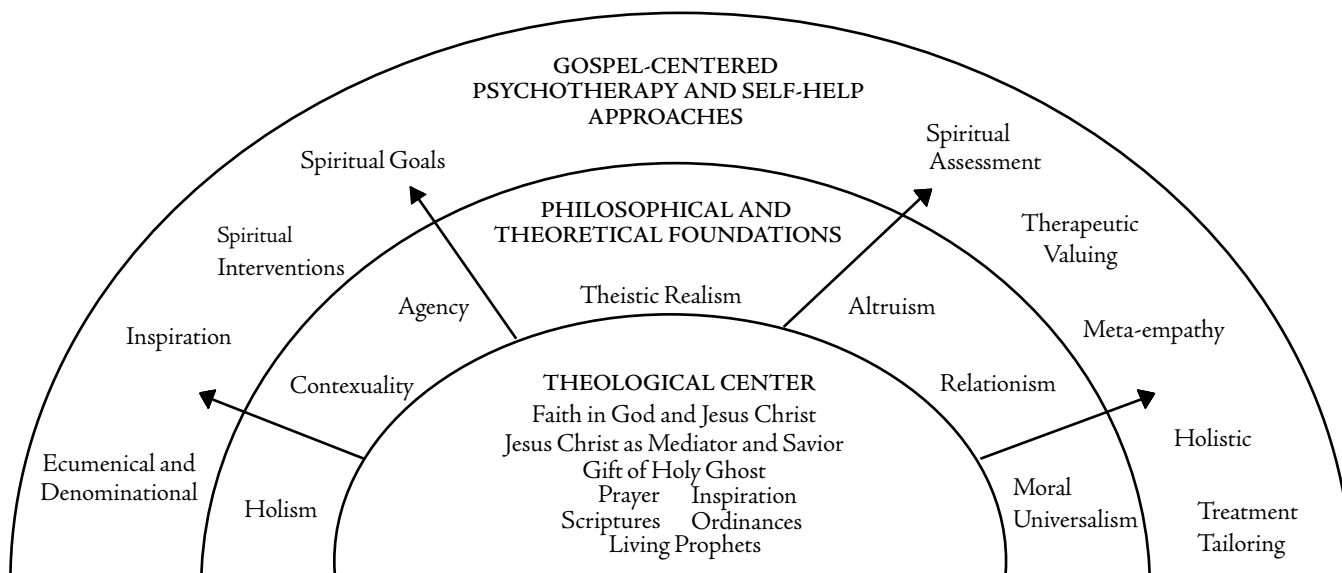 GOSPEL-CENTERED
PSYCHOTHERAPY AND SELF-HELP
APPROACHES
Spiritual Goals
Spiritual
Assessment
Spiritual
Interventions
Therapeutic
Valuing
Inspiration
Meta-empathy
Ecumenical and
Denominational
Holistic
Treatment
Tailoring
PHILOSOPHICAL AND
THEORETICAL FOUNDATIONS
Theistic Realism
Agency
Altruism
Contexuality
Relationism
Holism
Moral
Universalism
THEOLOGICAL CENTER
Faith in God and Jesus Christ
Jesus Christ as Mediator and Savior
Gift of Holy Ghost
Prayer Inspiration
Scriptures Ordinances
Living Prophets